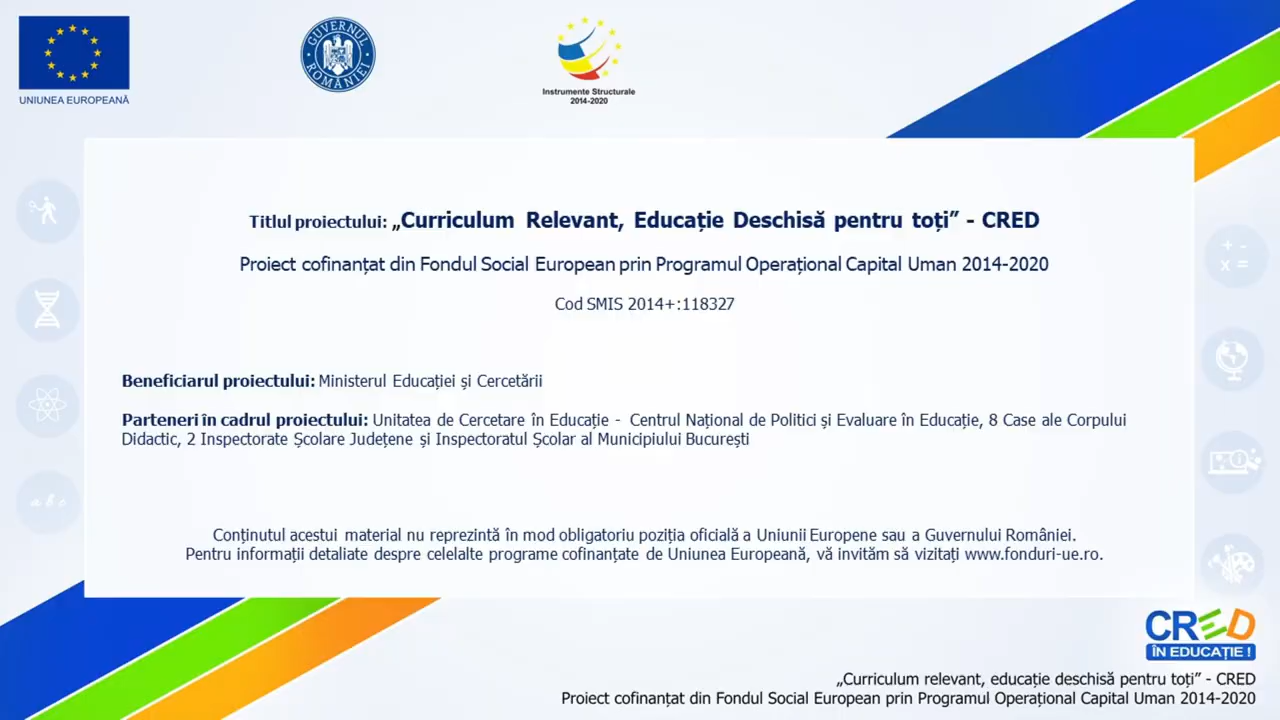 UNIUNEA EUROPEANĂ
GUVERNUL ROMÂNIEI
Instrumente Structurale
2014-2020
Titlul proiectului: „Curriculum Relevant, Educație Deschisă pentru toți” - CRED
Proiect cofinanțat din Fondul Social European prin Programul Operațional Capital Uman 2014-2020
Cod SMIS 2014+:118327
Beneficiarul proiectului: Ministerul Educației și Cercetării
Parteneri în cadrul proiectului: Unitatea de Cercetare în Educație - Centrul Național de Politici și Evaluare în Educație, 8 Case ale Corpului
Didactic, 2 Inspectorate Școlare Județene și Inspectoratul Școlar al Municipiului București
Conținutul acestui material nu reprezintă în mod obligatoriu poziția oficială a Uniunii Europene sau a Guvernului României.
Pentru informații detaliate despre celelalte programe cofinanțate de Uniunea Europeană, vă invităm să vizitați www.fonduri-ue.ro.
a b c
+ -
x =
CRED
ÎN EDUCAȚIE !
„Curriculum relevant, educație deschisă pentru toți” - CRED
Proiect cofinanțat din Fondul Social European prin Programul Operațional Capital Uman 2014-2020